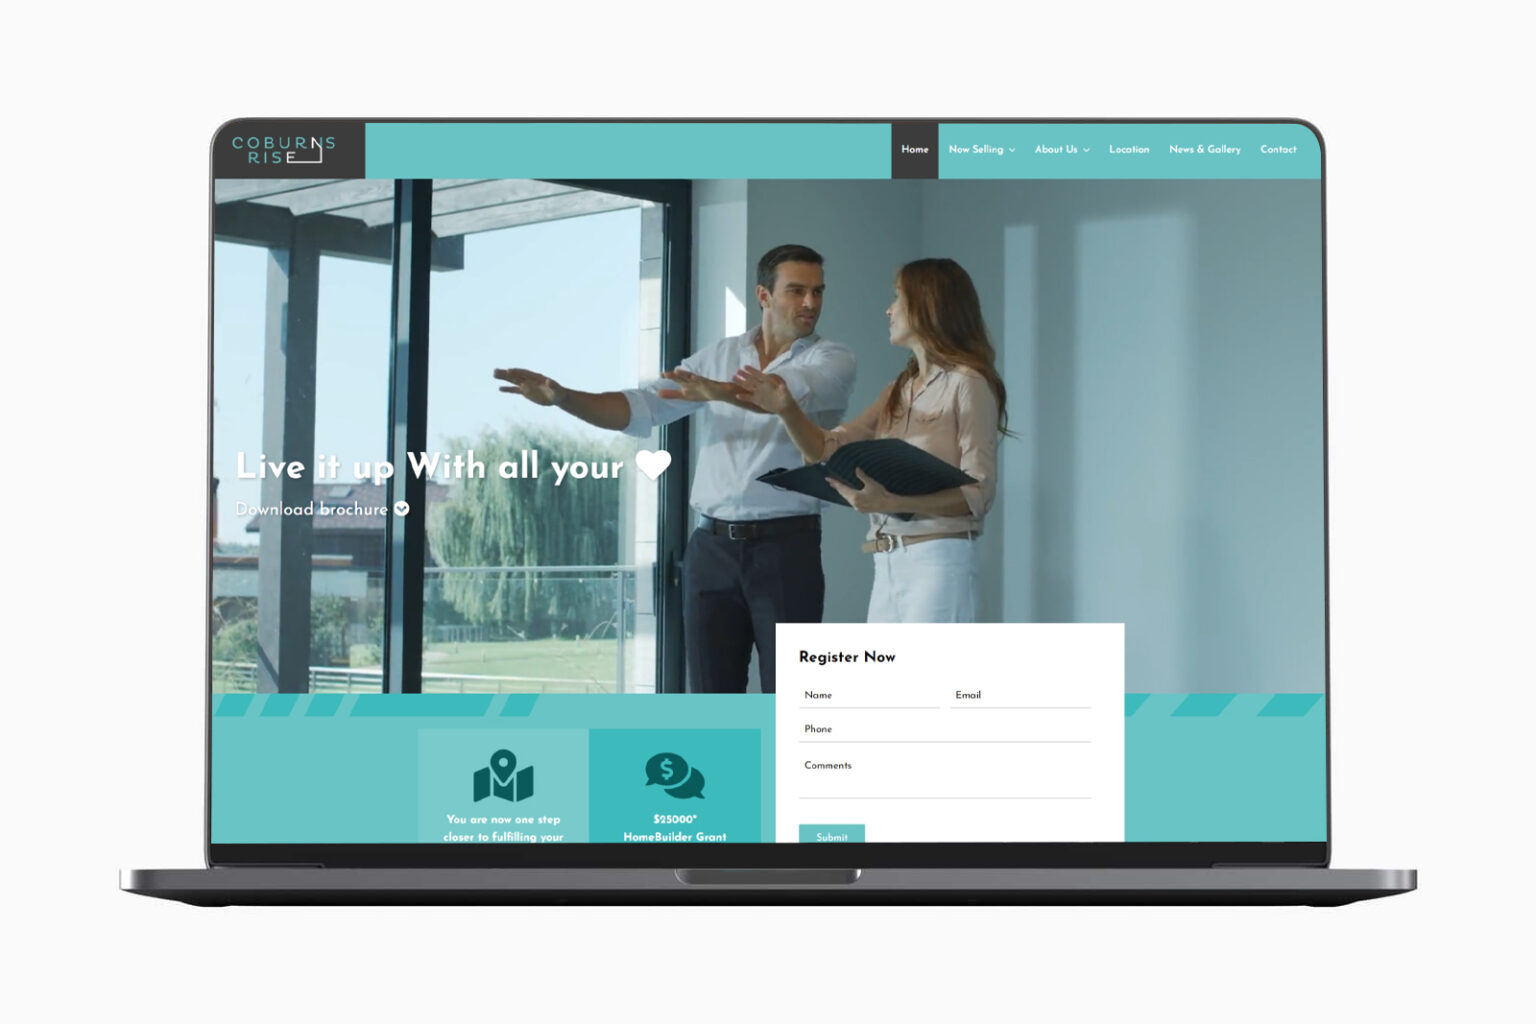 COBURNS
RISE
Home
Now Selling
About Us
Location
News & Gallery
Contact
Live it up With all your
Download brochure
Register Now
Name
Email
Phone
Comments
Submit
You are now one step
closer to fulfilling your
$
$25000*
HomeBuilder Grant